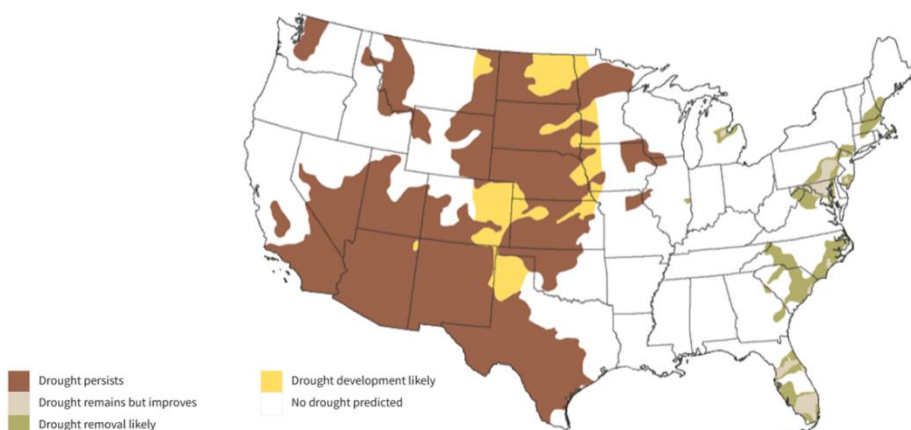 Drought persists
Drought remains but improves
Drought removal likely
Drought development likely
No drought predicted